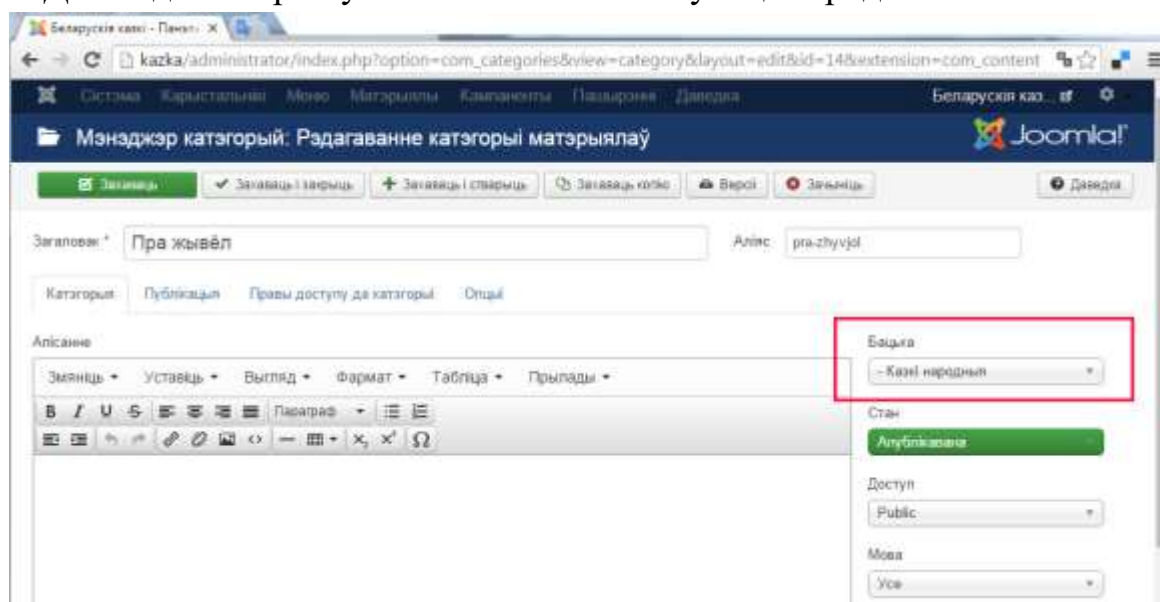 Беларускія казкі - Панэл
kazka/administrator/index.php?option=com_categories&view=category&layout=edit&id=14&extension=com_content
Сістэма Карыстальнікі Меню Матэрыялы Кампаненты Пашырэнні Даведка Беларускія каз...
Мэнэджэр катэгорый: Рэдагаванне катэгорыі матэрыялаў Joomla!
Захаваць Захаваць і закрыць Захаваць і стварыць Захаваць копію Версіі Зачыніць Даведка
Загаловак * Пра жывёл Аліяс pra-zhyvjol
Катэгорыя Публікацыя Правы доступу да катэгорыі Опцыі
Апісанне
Бацька
Змяніць Уставіць Выгляд Фармат Табліца Прылады
- Казкі народныя
B I U S Параграф
Стан
Апублікавана
Доступ
Public
Мова
Усе